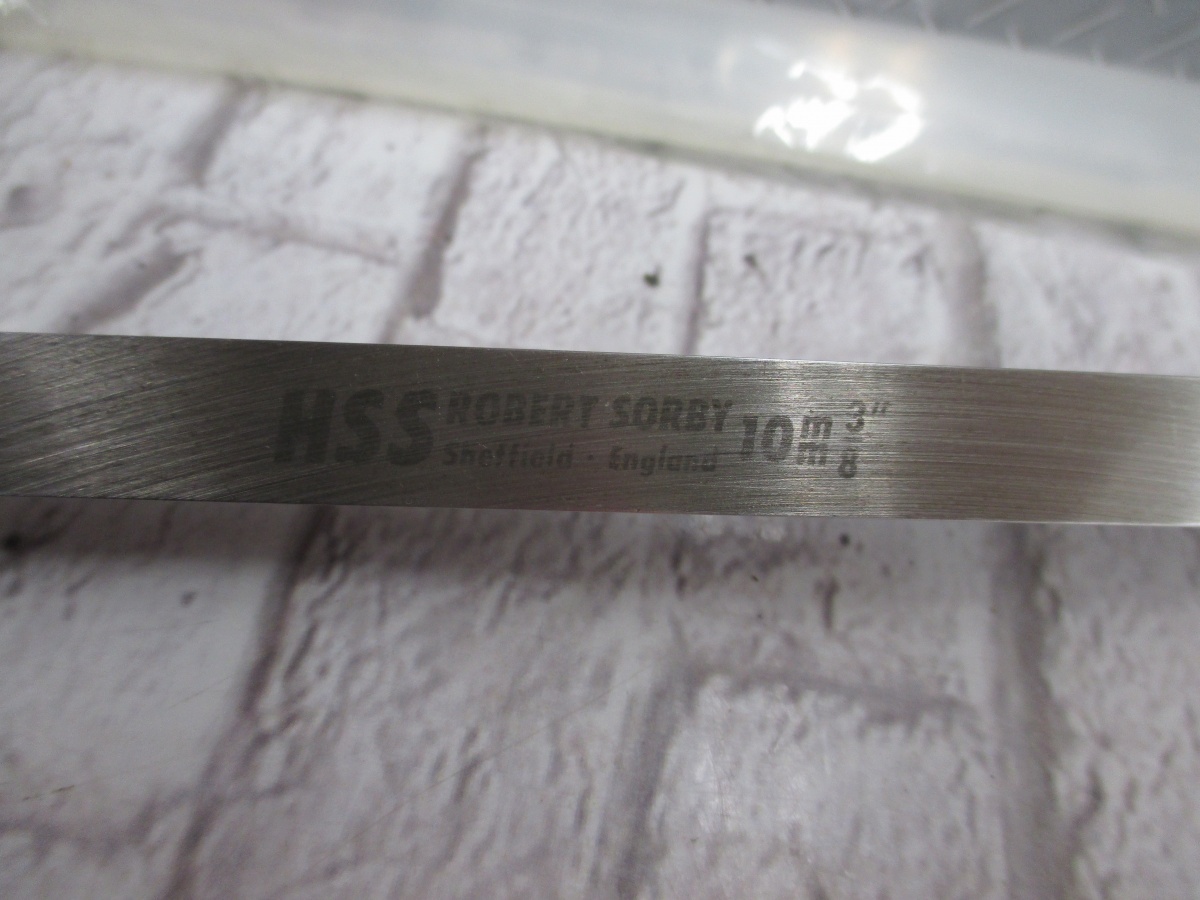 HSS ROBERT SORBY 10mm 3/8"
Sheffield · England